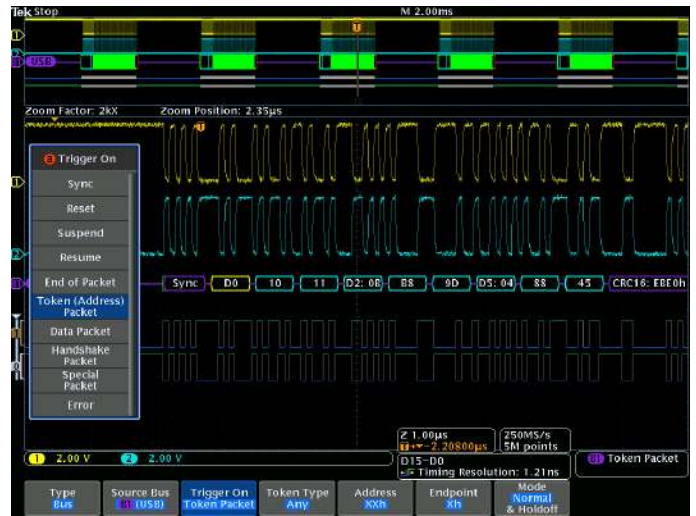 Tek Stop
M 2.00ms
USB
Zoom Factor: 2kX Zoom Position: 2.35µs
a Trigger On
Sync
Reset
Suspend
Resume
End of Packet
Token (Address)
Packet
Data Packet
Handshake
Packet
Special
Packet
Error
Sync D0 10 11 D2: 0B B8 9D D5: 04 88 45 CRC16: EBE0h
1 2.00 V 2 2.00 V
Z 1.00µs
-2.20800µs
250MS/s
5M points
D15-D0
Timing Resolution: 1.21ns
B1 Token Packet
Type
Bus
Source Bus
B1 (USB)
Trigger On
Token Packet
Token Type
Any
Address
XXh
Endpoint
Xh
Mode
Normal
& Holdoff